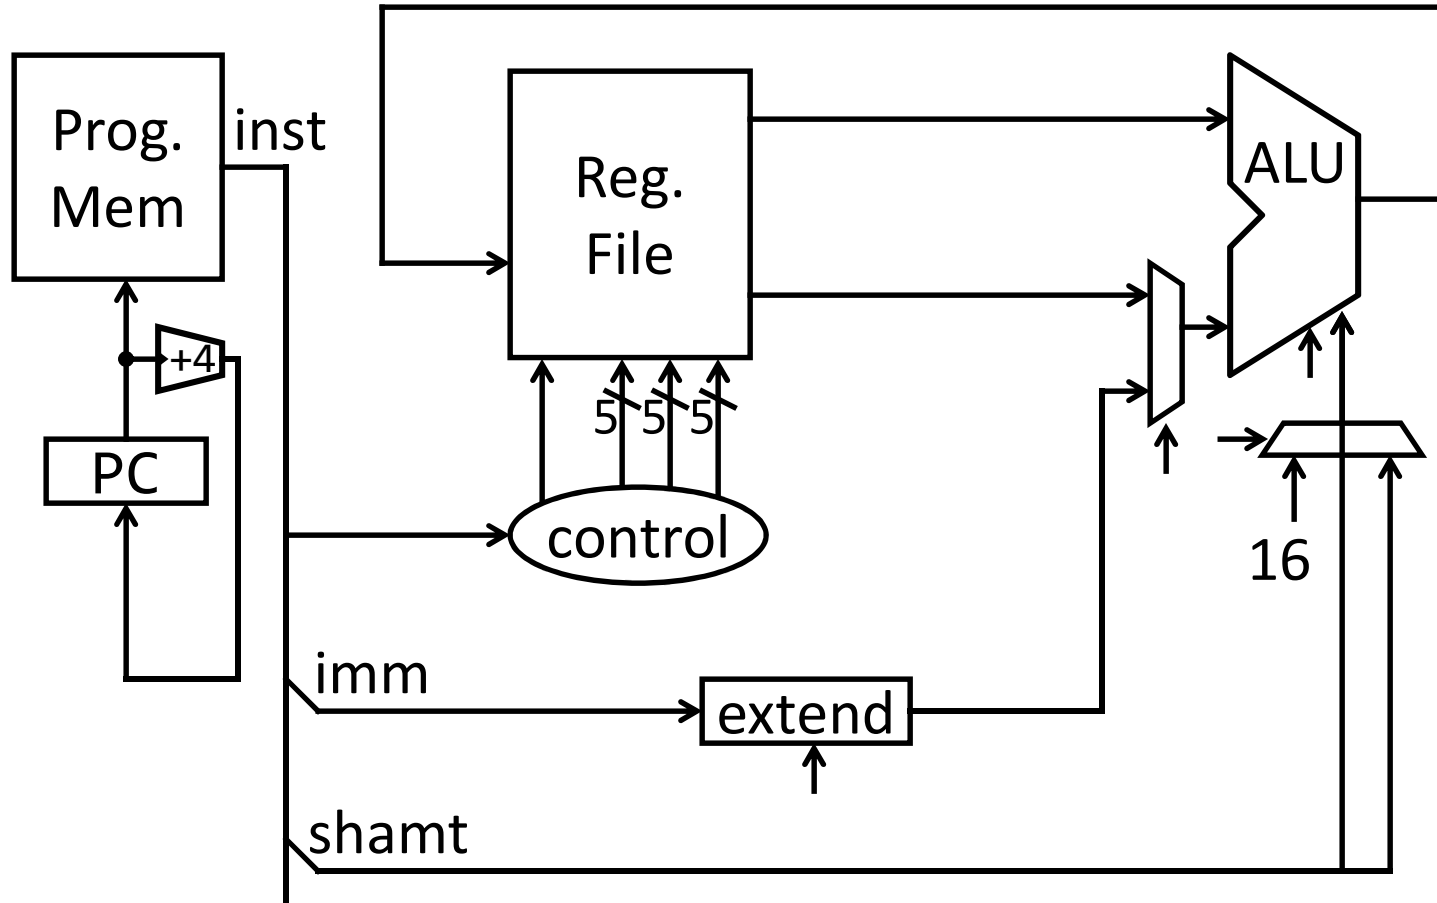 Prog.
Mem
inst
Reg.
File
ALU
+4
5
5
5
PC
control
16
imm
extend
shamt